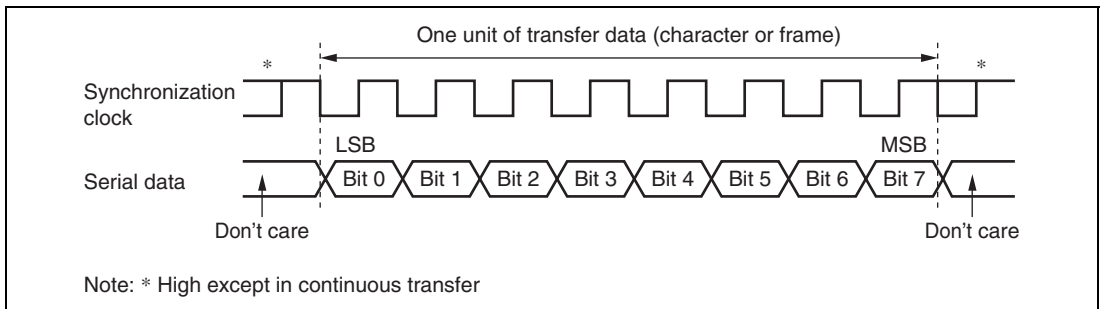 One unit of transfer data (character or frame)
* *
Synchronization
clock
LSB MSB
Serial data Bit 0 Bit 1 Bit 2 Bit 3 Bit 4 Bit 5 Bit 6 Bit 7
Don't care Don't care
Note: * High except in continuous transfer